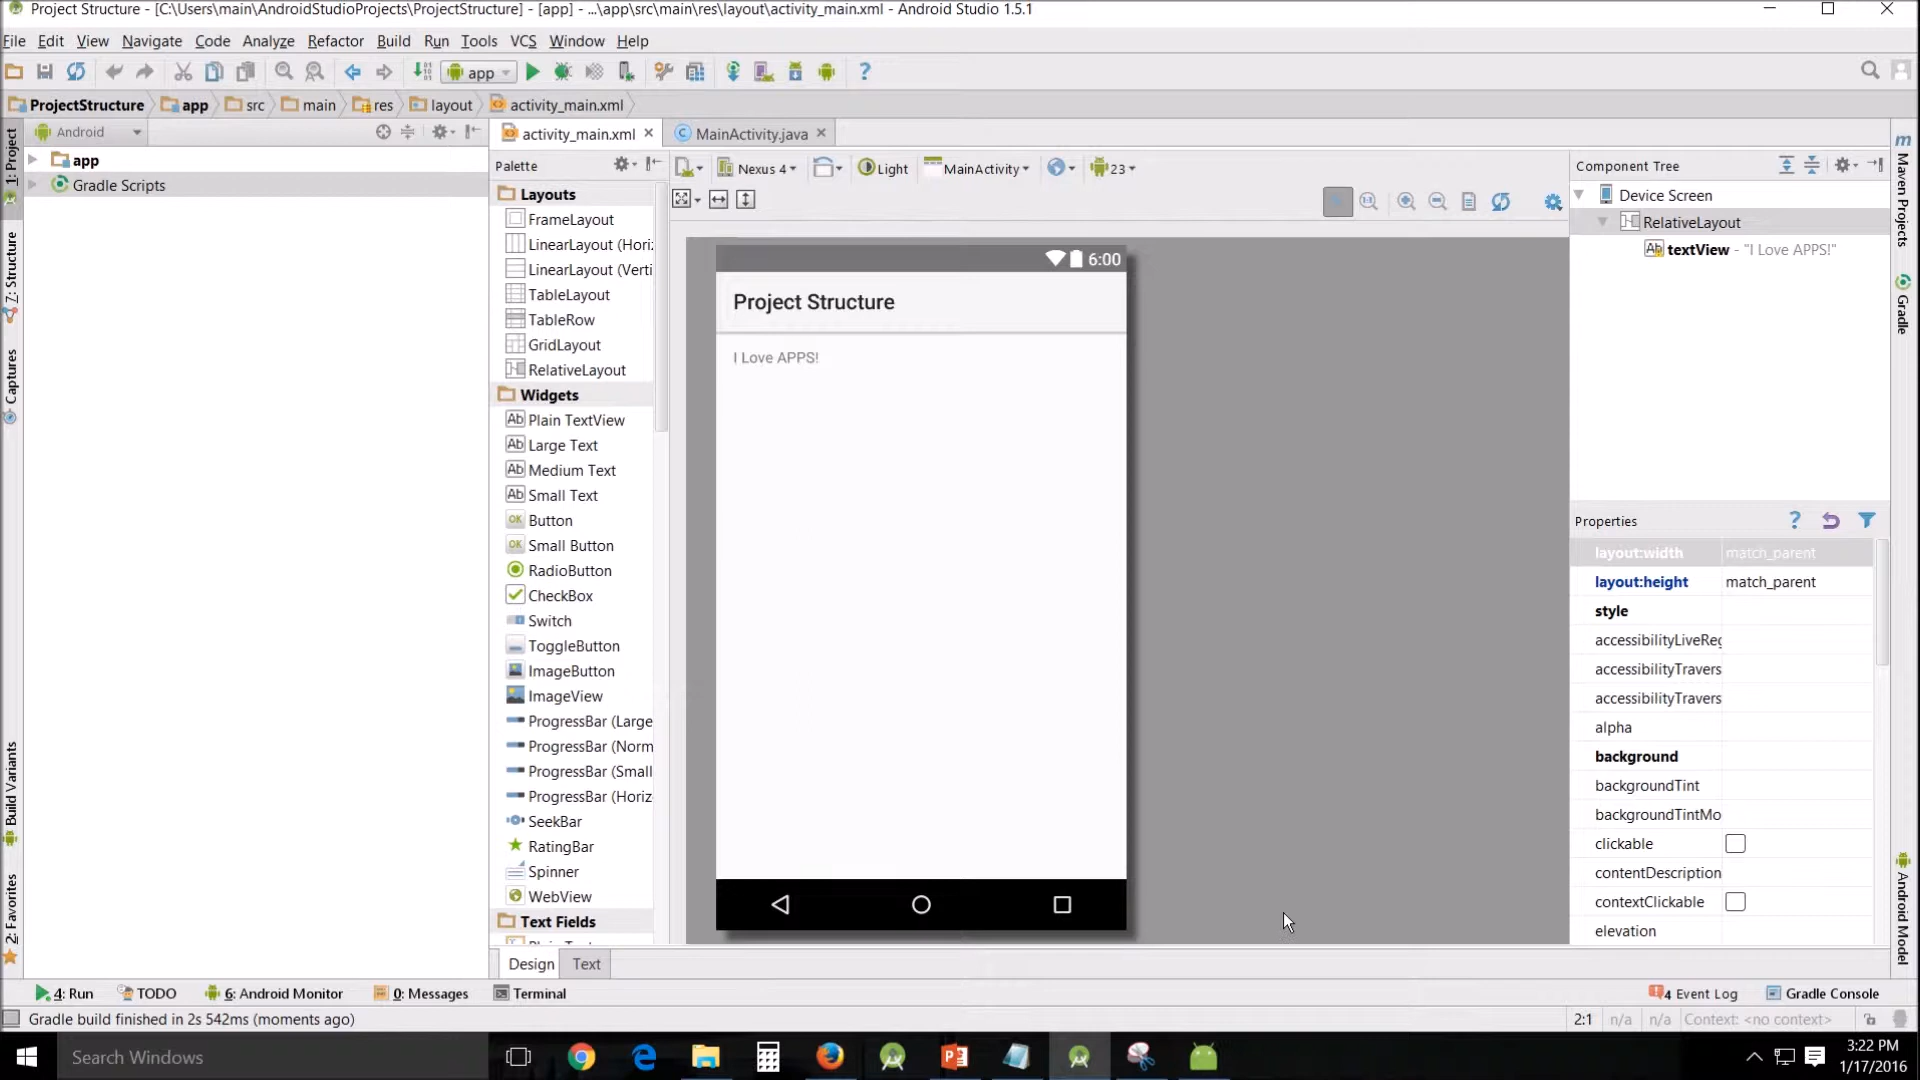 Project Structure - [C:\Users\main\AndroidStudioProjects\ProjectStructure] - [app] - ...\app\src\main\res\layout\activity_main.xml - Android Studio 1.5.1
File Edit View Navigate Code Analyze Refactor Build Run Tools VCS Window Help
app
ProjectStructure app src main res layout activity_main.xml
1: Project
7: Structure
Captures
Build Variants
2: Favorites
Android
app
Gradle Scripts
activity_main.xml MainActivity.java
Palette
Layouts
FrameLayout
LinearLayout (Hori:
LinearLayout (Verti
TableLayout
TableRow
GridLayout
RelativeLayout
Widgets
Plain TextView
Large Text
Medium Text
Small Text
Button
Small Button
RadioButton
CheckBox
Switch
ToggleButton
ImageButton
ImageView
ProgressBar (Large
ProgressBar (Norm
ProgressBar (Small
ProgressBar (Horiz
SeekBar
RatingBar
Spinner
WebView
Text Fields
Nexus 4 Light MainActivity 23
6:00
Project Structure
I Love APPS!
Design Text
Component Tree
Device Screen
RelativeLayout
textView - "I Love APPS!"
Properties
layout:width match_parent
layout:height match_parent
style
accessibilityLiveReg
accessibilityTravers
accessibilityTravers
alpha
background
backgroundTint
backgroundTintMo
clickable
contentDescription
contextClickable
elevation
Maven Projects
Gradle
Android Model
4: Run TODO 6: Android Monitor 0: Messages Terminal
4 Event Log Gradle Console
Gradle build finished in 2s 542ms (moments ago)
2:1 n/a n/a Context: <no context>
Search Windows
3:22 PM
1/17/2016